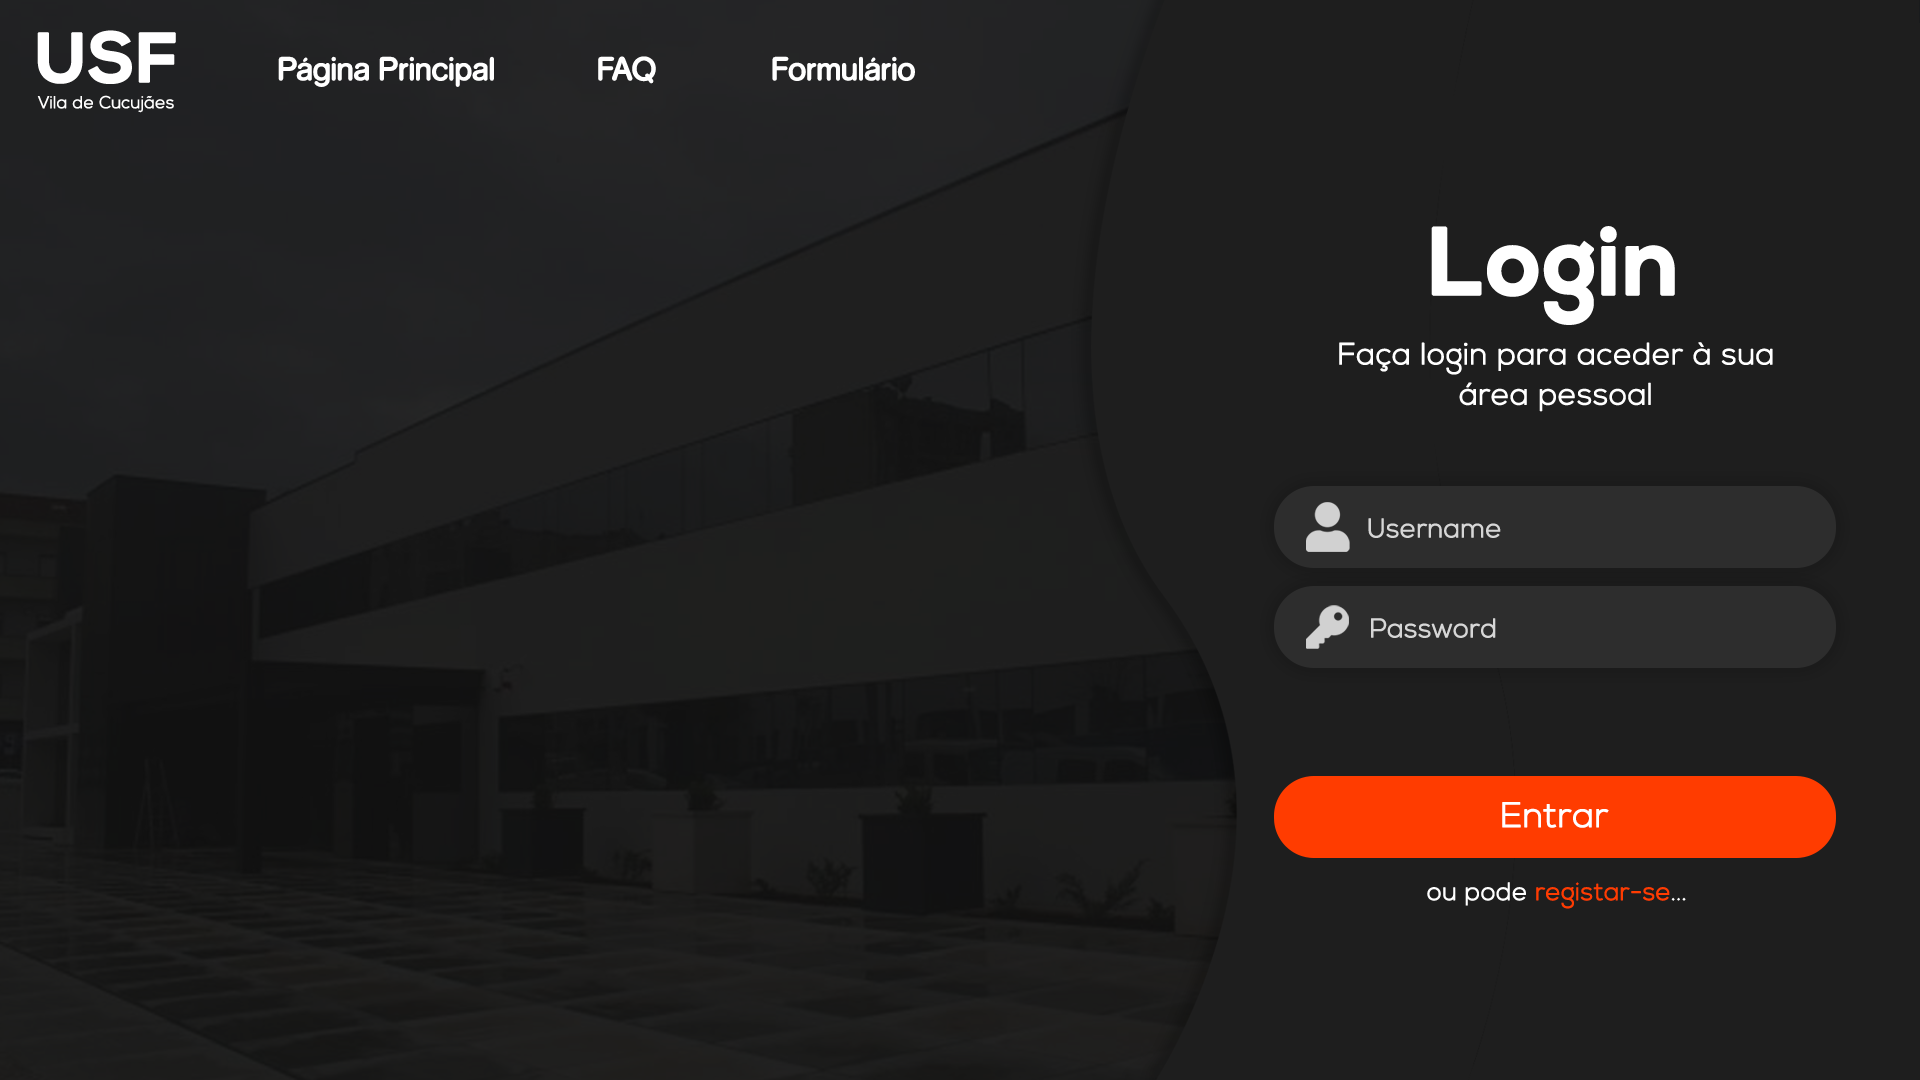 USF
Vila de Cucujães
Página Principal
FAQ
Formulário
Login
Faça login para aceder à sua
área pessoal
Username
Password
Entrar
ou pode registar-se...